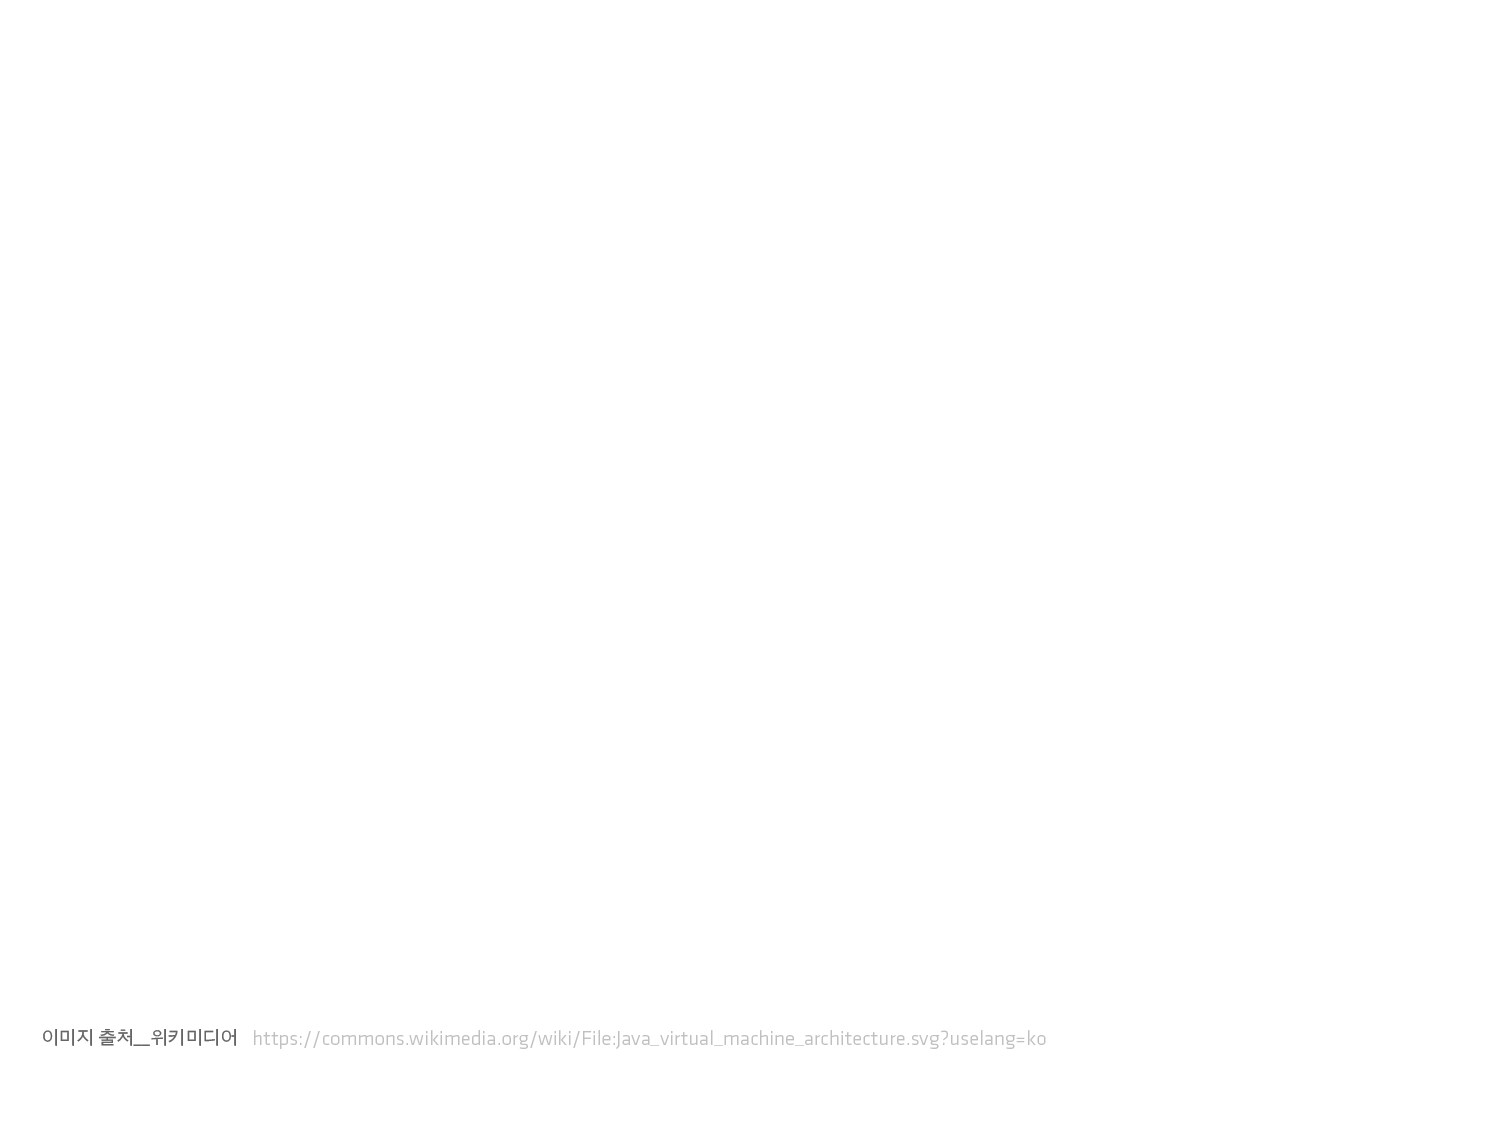 이미지 출처__위키미디어 https://commons.wikimedia.org/wiki/File:Java_virtual_machine_architecture.svg?uselang=ko